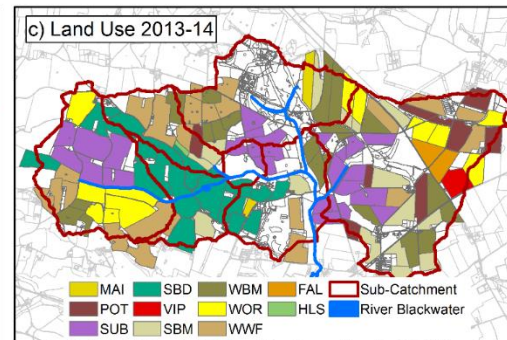 c) Land Use 2013-14
MAI SBD WBM FAL Sub-Catchment
POT VIP WOR HLS River Blackwater
SUB SBM WWF